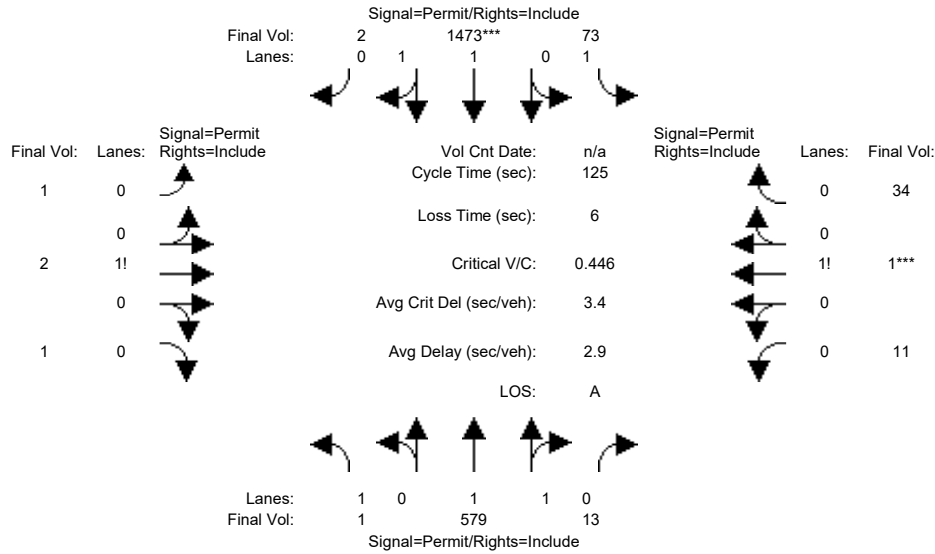 Signal=Permit/Rights=Include
Final Vol: 2 1473*** 73
Lanes: 0 1 1 0 1
Signal=Permit Signal=Permit
Final Vol: Lanes: Rights=Include Vol Cnt Date: n/a Rights=Include Lanes: Final Vol:
Cycle Time (sec): 125
1 0 0 34
Loss Time (sec): 6
0 0
2 1! Critical V/C: 0.446 1! 1***
0 Avg Crit Del (sec/veh): 3.4 0
1 0 Avg Delay (sec/veh): 2.9 0 11
LOS: A
Lanes: 1 0 1 1 0
Final Vol: 1 579 13
Signal=Permit/Rights=Include